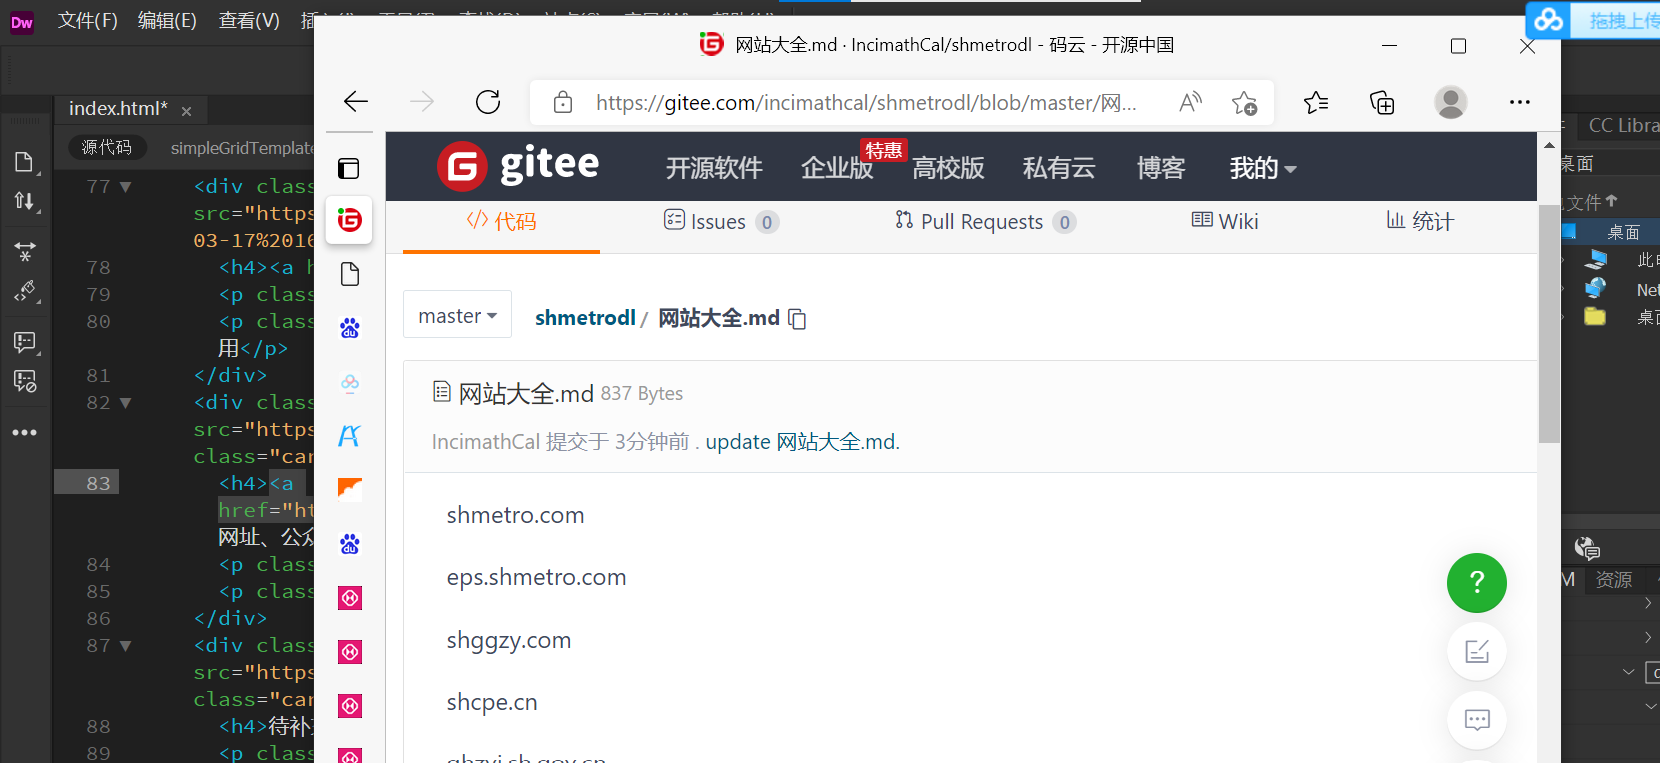 Dw 文件(F) 编辑(E) 查看(V)
拖拽上传
网站大全.md · IncimathCal/shmetrodl - 码云 - 开源中国
https://gitee.com/incimathcal/shmetrodl/blob/master/网...
index.html*
源代码 simpleGridTemplate
CC Libra
gitee 开源软件 企业版 特惠 高校版 私有云 博客 我的
代码 Issues 0 Pull Requests 0 Wiki 统计
master shmetrodl / 网站大全.md
网站大全.md 837 Bytes
IncimathCal 提交于 3分钟前 . update 网站大全.md.
shmetro.com
eps.shmetro.com
shggzy.com
shcpe.cn
77 <div class
src="https
03-17%2016
78 <h4><a h
79 <p class
80 <p class
用</p>
81 </div>
82 <div class
src="https
class="car
83 <h4><a
href="ht
网址、公众
84 <p class
85 <p class
86 </div>
87 <div class
src="https
class="car
88 <h4>待补
89 <p class
桌面
文件
桌面
此
Net
桌
M 资源
?